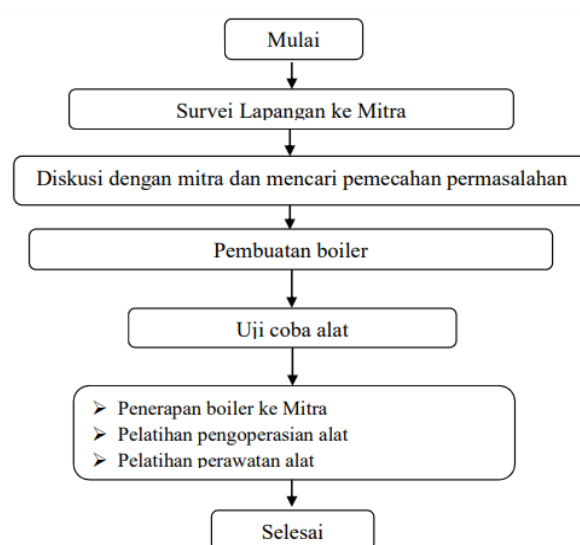 Mulai
Survei Lapangan ke Mitra
Diskusi dengan mitra dan mencari pemecahan permasalahan
Pembuatan boiler
Uji coba alat
➢ Penerapan boiler ke Mitra
➢ Pelatihan pengoperasian alat
➢ Pelatihan perawatan alat
Selesai